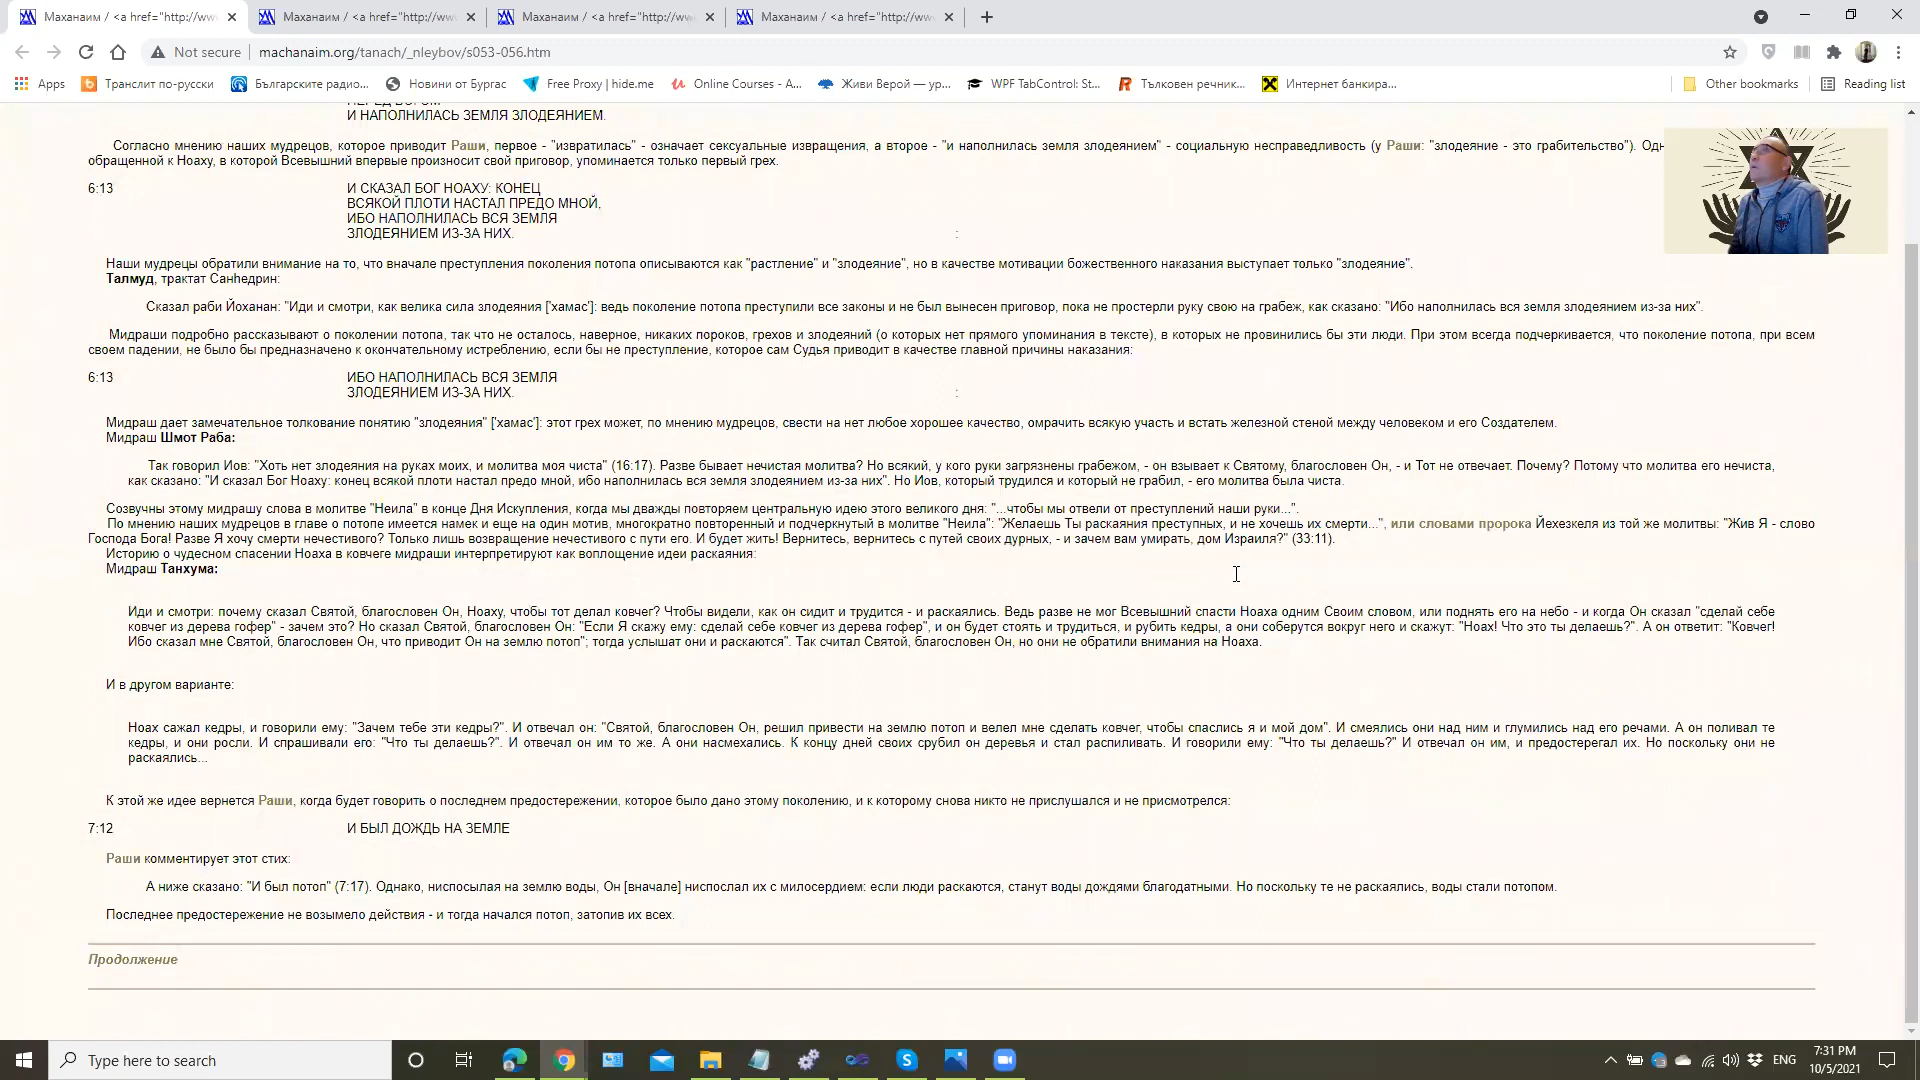 Маханаим / <a href="http://www
Маханаим / <a href="http://www
Маханаим / <a href="http://ww
Маханаим / <a href="http://ww
Not secure
machanaim.org/tanach/_nleybov/s053-056.htm
Apps
Транслит по-русски
Българските радио...
Новини от Бургас
Free Proxy | hide.me
Online Courses - A...
Живи Верой — ур...
WPF TabControl: St...
Тълковен речник...
Интернет банкира...
Other bookmarks
Reading list
И НАПОЛНИЛАСЬ ЗЕМЛЯ ЗЛОДЕЯНИЕМ.
Согласно мнению наших мудрецов, которое приводит Раши, первое - "извратилась" - означает сексуальные извращения, а второе - "и наполнилась земля злодеянием" - социальную несправедливость (у Раши: "злодеяние - это грабительство").
обращенной к Ноаху, в которой Всевышний впервые произносит свой приговор, упоминается только первый грех.
6:13 И СКАЗАЛ БОГ НОАХУ: КОНЕЦ
ВСЯКОЙ ПЛОТИ НАСТАЛ ПРЕДО МНОЙ,
ИБО НАПОЛНИЛАСЬ ВСЯ ЗЕМЛЯ
ЗЛОДЕЯНИЕМ ИЗ-ЗА НИХ. :
Наши мудрецы обратили внимание на то, что вначале преступления поколения потопа описываются как "растление" и "злодеяние", но в качестве мотивации божественного наказания выступает только "злодеяние".
Талмуд, трактат Санhедрин:
Сказал раби Йоханан: "Иди и смотри, как велика сила злодеяния ['хамас']: ведь поколение потопа преступили все законы и не был вынесен приговор, пока не простерли руку свою на грабеж, как сказано: "Ибо наполнилась вся земля злодеянием из-за них".
Мидраши подробно рассказывают о поколении потопа, так что не осталось, наверное, никаких пороков, грехов и злодеяний (о которых нет прямого упоминания в тексте), в которых не провинились бы эти люди. При этом всегда подчеркивается, что поколение потопа, при всем
своем падении, не было бы предназначено к окончательному истреблению, если бы не преступление, которое сам Судья приводит в качестве главной причины наказания:
6:13 ИБО НАПОЛНИЛАСЬ ВСЯ ЗЕМЛЯ
ЗЛОДЕЯНИЕМ ИЗ-ЗА НИХ. :
Мидраш дает замечательное толкование понятию "злодеяния" ['хамас']: этот грех может, по мнению мудрецов, свести на нет любое хорошее качество, омрачить всякую участь и встать железной стеной между человеком и его Создателем.
Мидраш Шмот Раба:
Так говорил Иов: "Хоть нет злодеяния на руках моих, и молитва моя чиста" (16:17). Разве бывает нечистая молитва? Но всякий, у кого руки загрязнены грабежом, - он взывает к Святому, благословен Он, - и Тот не отвечает. Почему? Потому что молитва его нечиста,
как сказано: "И сказал Бог Ноаху: конец всякой плоти настал предо мной, ибо наполнилась вся земля злодеянием из-за них". Но Иов, который трудился и который не грабил, - его молитва была чиста.
Созвучны этому мидрашу слова в молитве "Неила" в конце Дня Искупления, когда мы дважды повторяем центральную идею этого великого дня: "...чтобы мы отвели от преступлений наши руки...".
По мнению наших мудрецов в главе о потопе имеется намек и еще на один мотив, многократно повторенный и подчеркнутый в молитве "Неила": "Желаешь Ты раскаяния преступных, и не хочешь их смерти...", или словами пророка Йехезкеля из той же молитвы: "Жив Я - слово
Господа Бога! Разве Я хочу смерти нечестивого? Только лишь возвращение нечестивого с пути его. И будет жить! Вернитесь, вернитесь с путей своих дурных, - и зачем вам умирать, дом Израиля?" (33:11).
Историю о чудесном спасении Ноаха в ковчеге мидраши интерпретируют как воплощение идеи раскаяния:
Мидраш Танхума:
Иди и смотри: почему сказал Святой, благословен Он, Ноаху, чтобы тот делал ковчег? Чтобы видели, как он сидит и трудится - и раскаялись. Ведь разве не мог Всевышний спасти Ноаха одним Своим словом, или поднять его на небо - и когда Он сказал "сделай себе
ковчег из дерева гофер" - зачем это? Но сказал Святой, благословен Он: "Если Я скажу ему: сделай себе ковчег из дерева гофер", и он будет стоять и трудиться, и рубить кедры, а они соберутся вокруг него и скажут: "Ноах! Что это ты делаешь?". А он ответит: "Ковчег!
Ибо сказал мне Святой, благословен Он, что приводит Он на землю потоп"; тогда услышат они и раскаются". Так считал Святой, благословен Он, но они не обратили внимания на Ноаха.
И в другом варианте:
Ноах сажал кедры, и говорили ему: "Зачем тебе эти кедры?". И отвечал он: "Святой, благословен Он, решил привести на землю потоп и велел мне сделать ковчег, чтобы спаслись я и мой дом". И смеялись они над ним и глумились над его речами. А он поливал те
кедры, и они росли. И спрашивали его: "Что ты делаешь?". И отвечал он им то же. А они насмехались. К концу дней своих срубил он деревья и стал распиливать. И говорили ему: "Что ты делаешь?" И отвечал он им, и предостерегал их. Но поскольку они не
раскаялись...
К этой же идее вернется Раши, когда будет говорить о последнем предостережении, которое было дано этому поколению, и к которому снова никто не прислушался и не присмотрелся:
7:12 И БЫЛ ДОЖДЬ НА ЗЕМЛЕ
Раши комментирует этот стих:
А ниже сказано: "И был потоп" (7:17). Однако, ниспосылая на землю воды, Он [вначале] ниспослал их с милосердием: если люди раскаются, станут воды дождями благодатными. Но поскольку те не раскаялись, воды стали потопом.
Последнее предостережение не возымело действия - и тогда начался потоп, затопив их всех.
Продолжение
Type here to search
ENG
7:31 PM
10/5/2021